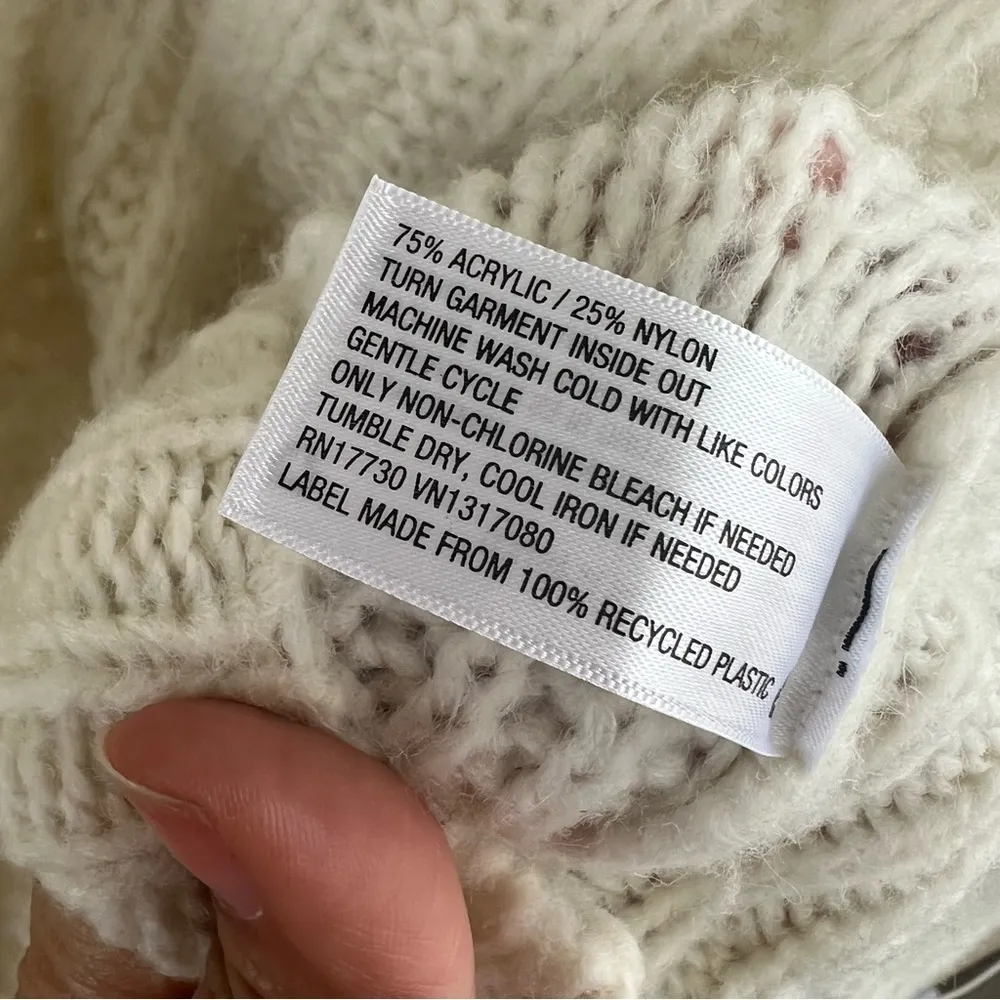 75% ACRYLIC / 25% NYLON
TURN GARMENT INSIDE OUT
MACHINE WASH COLD WITH LIKE COLORS
GENTLE CYCLE
ONLY NON-CHLORINE BLEACH IF NEEDED
TUMBLE DRY, COOL IRON IF NEEDED
RN17730 VN1317080
LABEL MADE FROM 100% RECYCLED PLASTIC